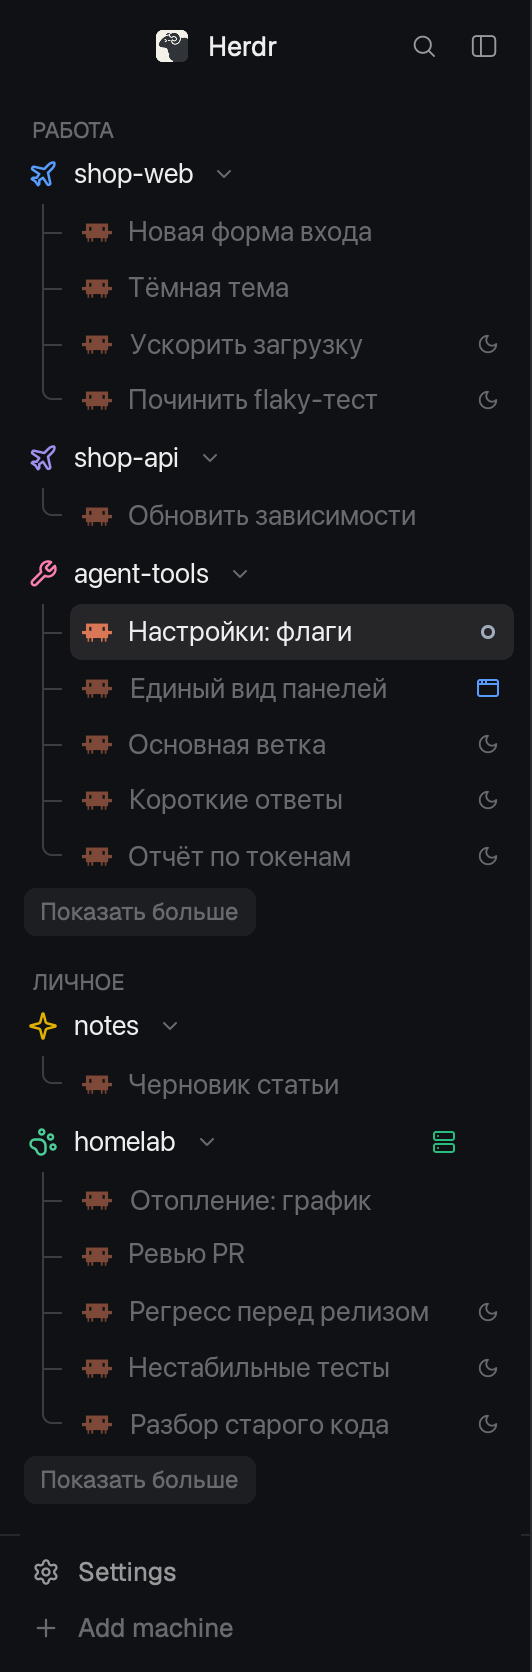 Herdr
РАБОТА
shop-web
Новая форма входа
Тёмная тема
Ускорить загрузку
Починить flaky-тест
shop-api
Обновить зависимости
agent-tools
Настройки: флаги
Единый вид панелей
Основная ветка
Короткие ответы
Отчёт по токенам
Показать больше
ЛИЧНОЕ
notes
Черновик статьи
homelab
Отопление: график
Ревью PR
Регресс перед релизом
Нестабильные тесты
Разбор старого кода
Показать больше
Settings
Add machine